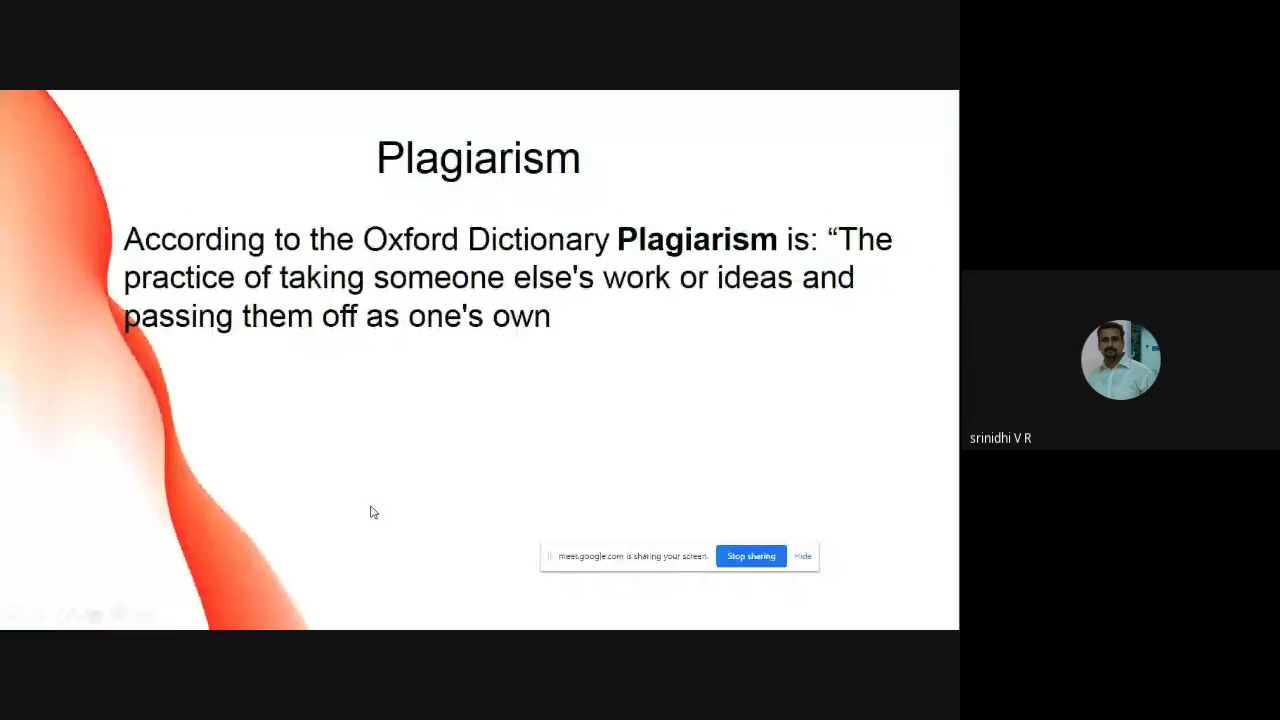 Plagiarism
According to the Oxford Dictionary Plagiarism is: “The
practice of taking someone else's work or ideas and
passing them off as one's own
meet.google.com is sharing your screen. Stop sharing Hide
srinidhi V R